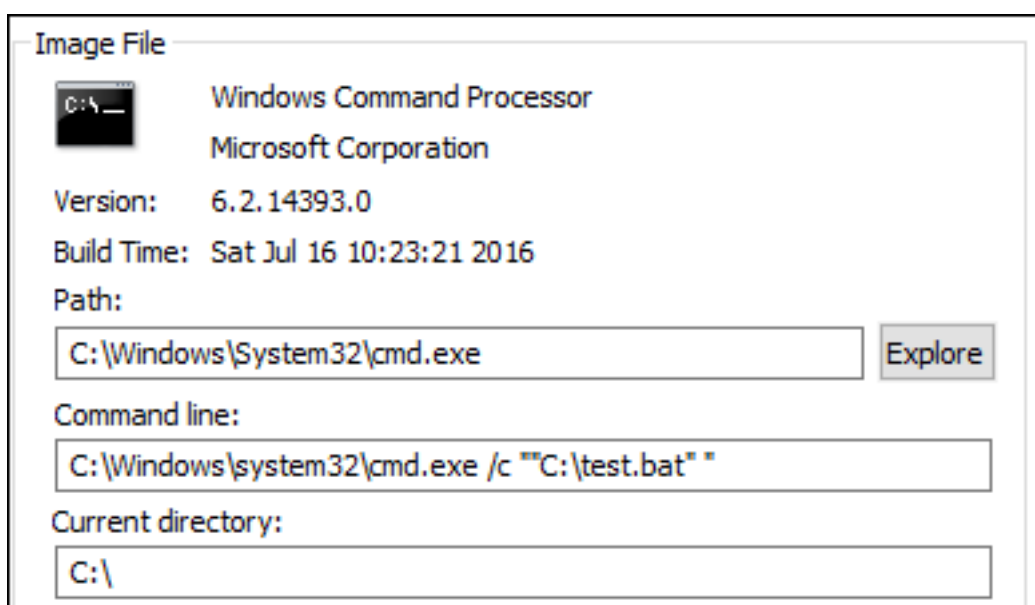 Image File
C:\
Windows Command Processor
Microsoft Corporation
Version: 6.2.14393.0
Build Time: Sat Jul 16 10:23:21 2016
Path:
C:\Windows\System32\cmd.exe Explore
Command line:
C:\Windows\system32\cmd.exe /c ""C:\test.bat" "
Current directory:
C:\